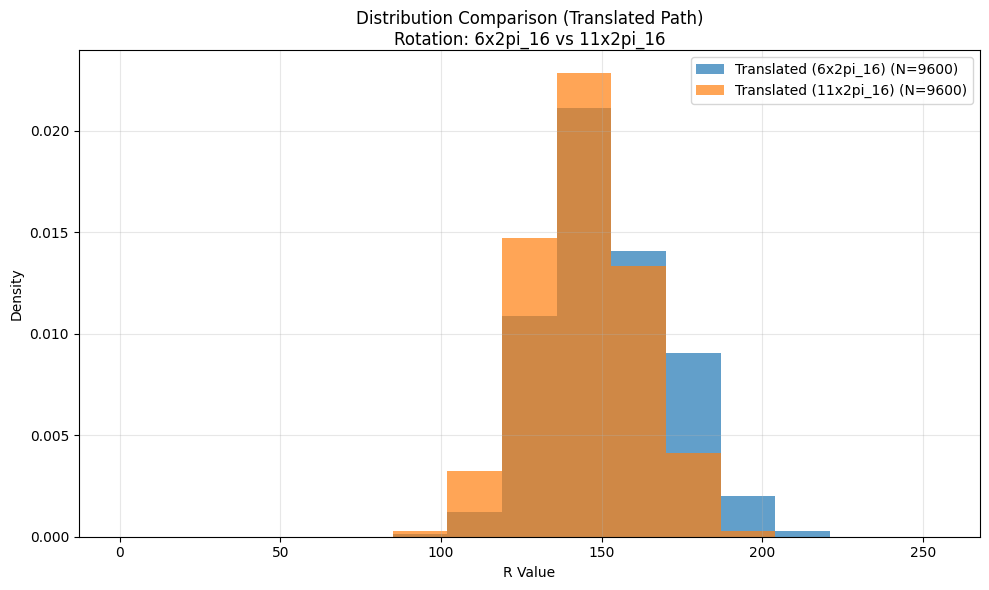 Distribution Comparison (Translated Path)
Rotation: 6x2pi_16 vs 11x2pi_16
Translated (6x2pi_16) (N=9600)
Translated (11x2pi_16) (N=9600)
Density
0.020
0.015
0.010
0.005
0.000
0 50 100 150 200 250
R Value